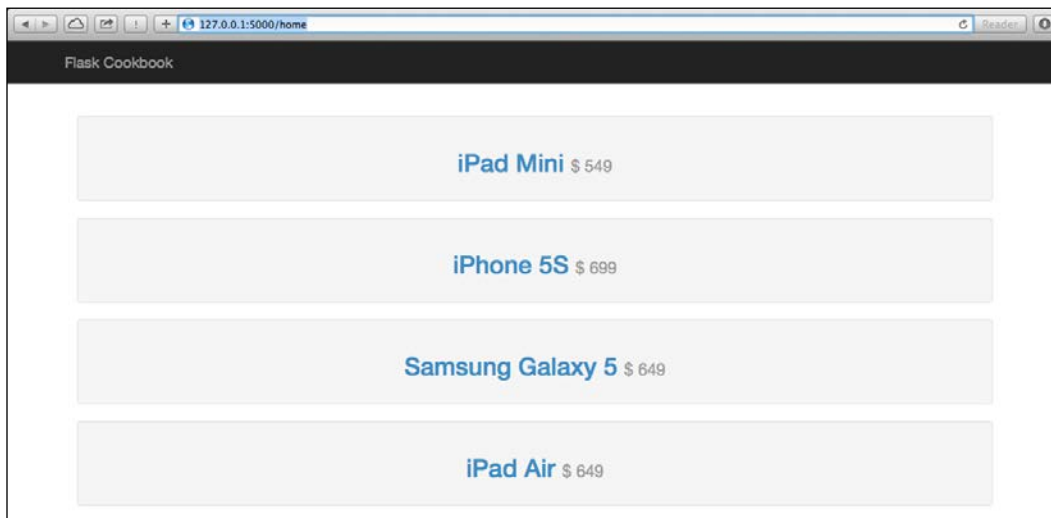 127.0.0.1:5000/home
Reader
Flask Cookbook
iPad Mini $ 549
iPhone 5S $ 699
Samsung Galaxy 5 $ 649
iPad Air $ 649